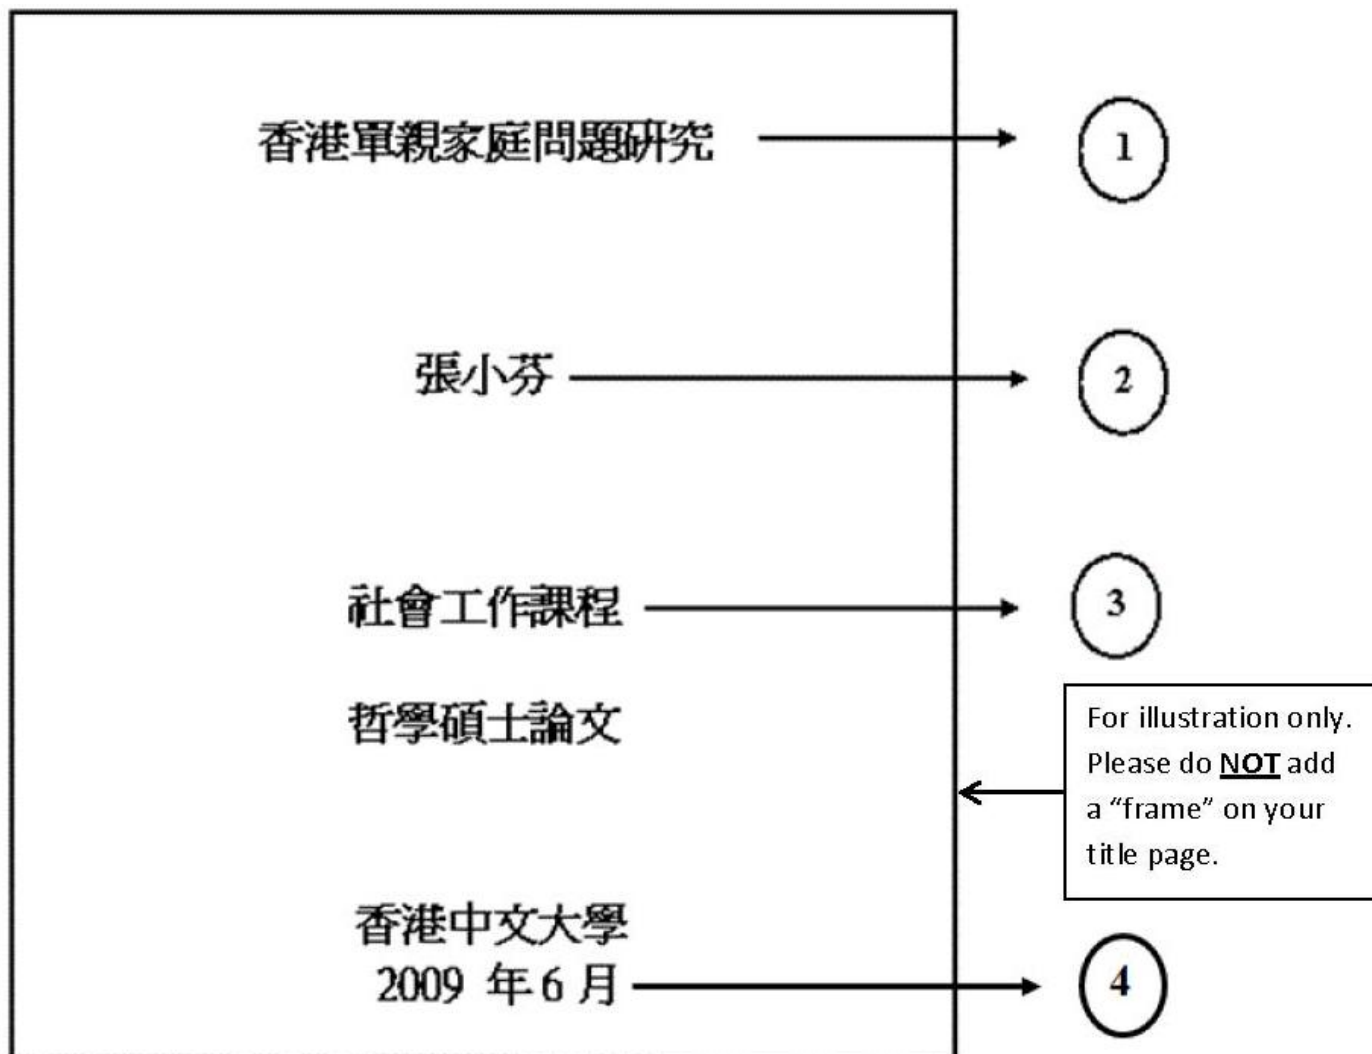 香港單親家庭問題研究
1
張小芬
2
社會工作課程
3
哲學碩士論文
For illustration only.
Please do NOT add
a “frame” on your
title page.
香港中文大學
2009 年 6 月
4